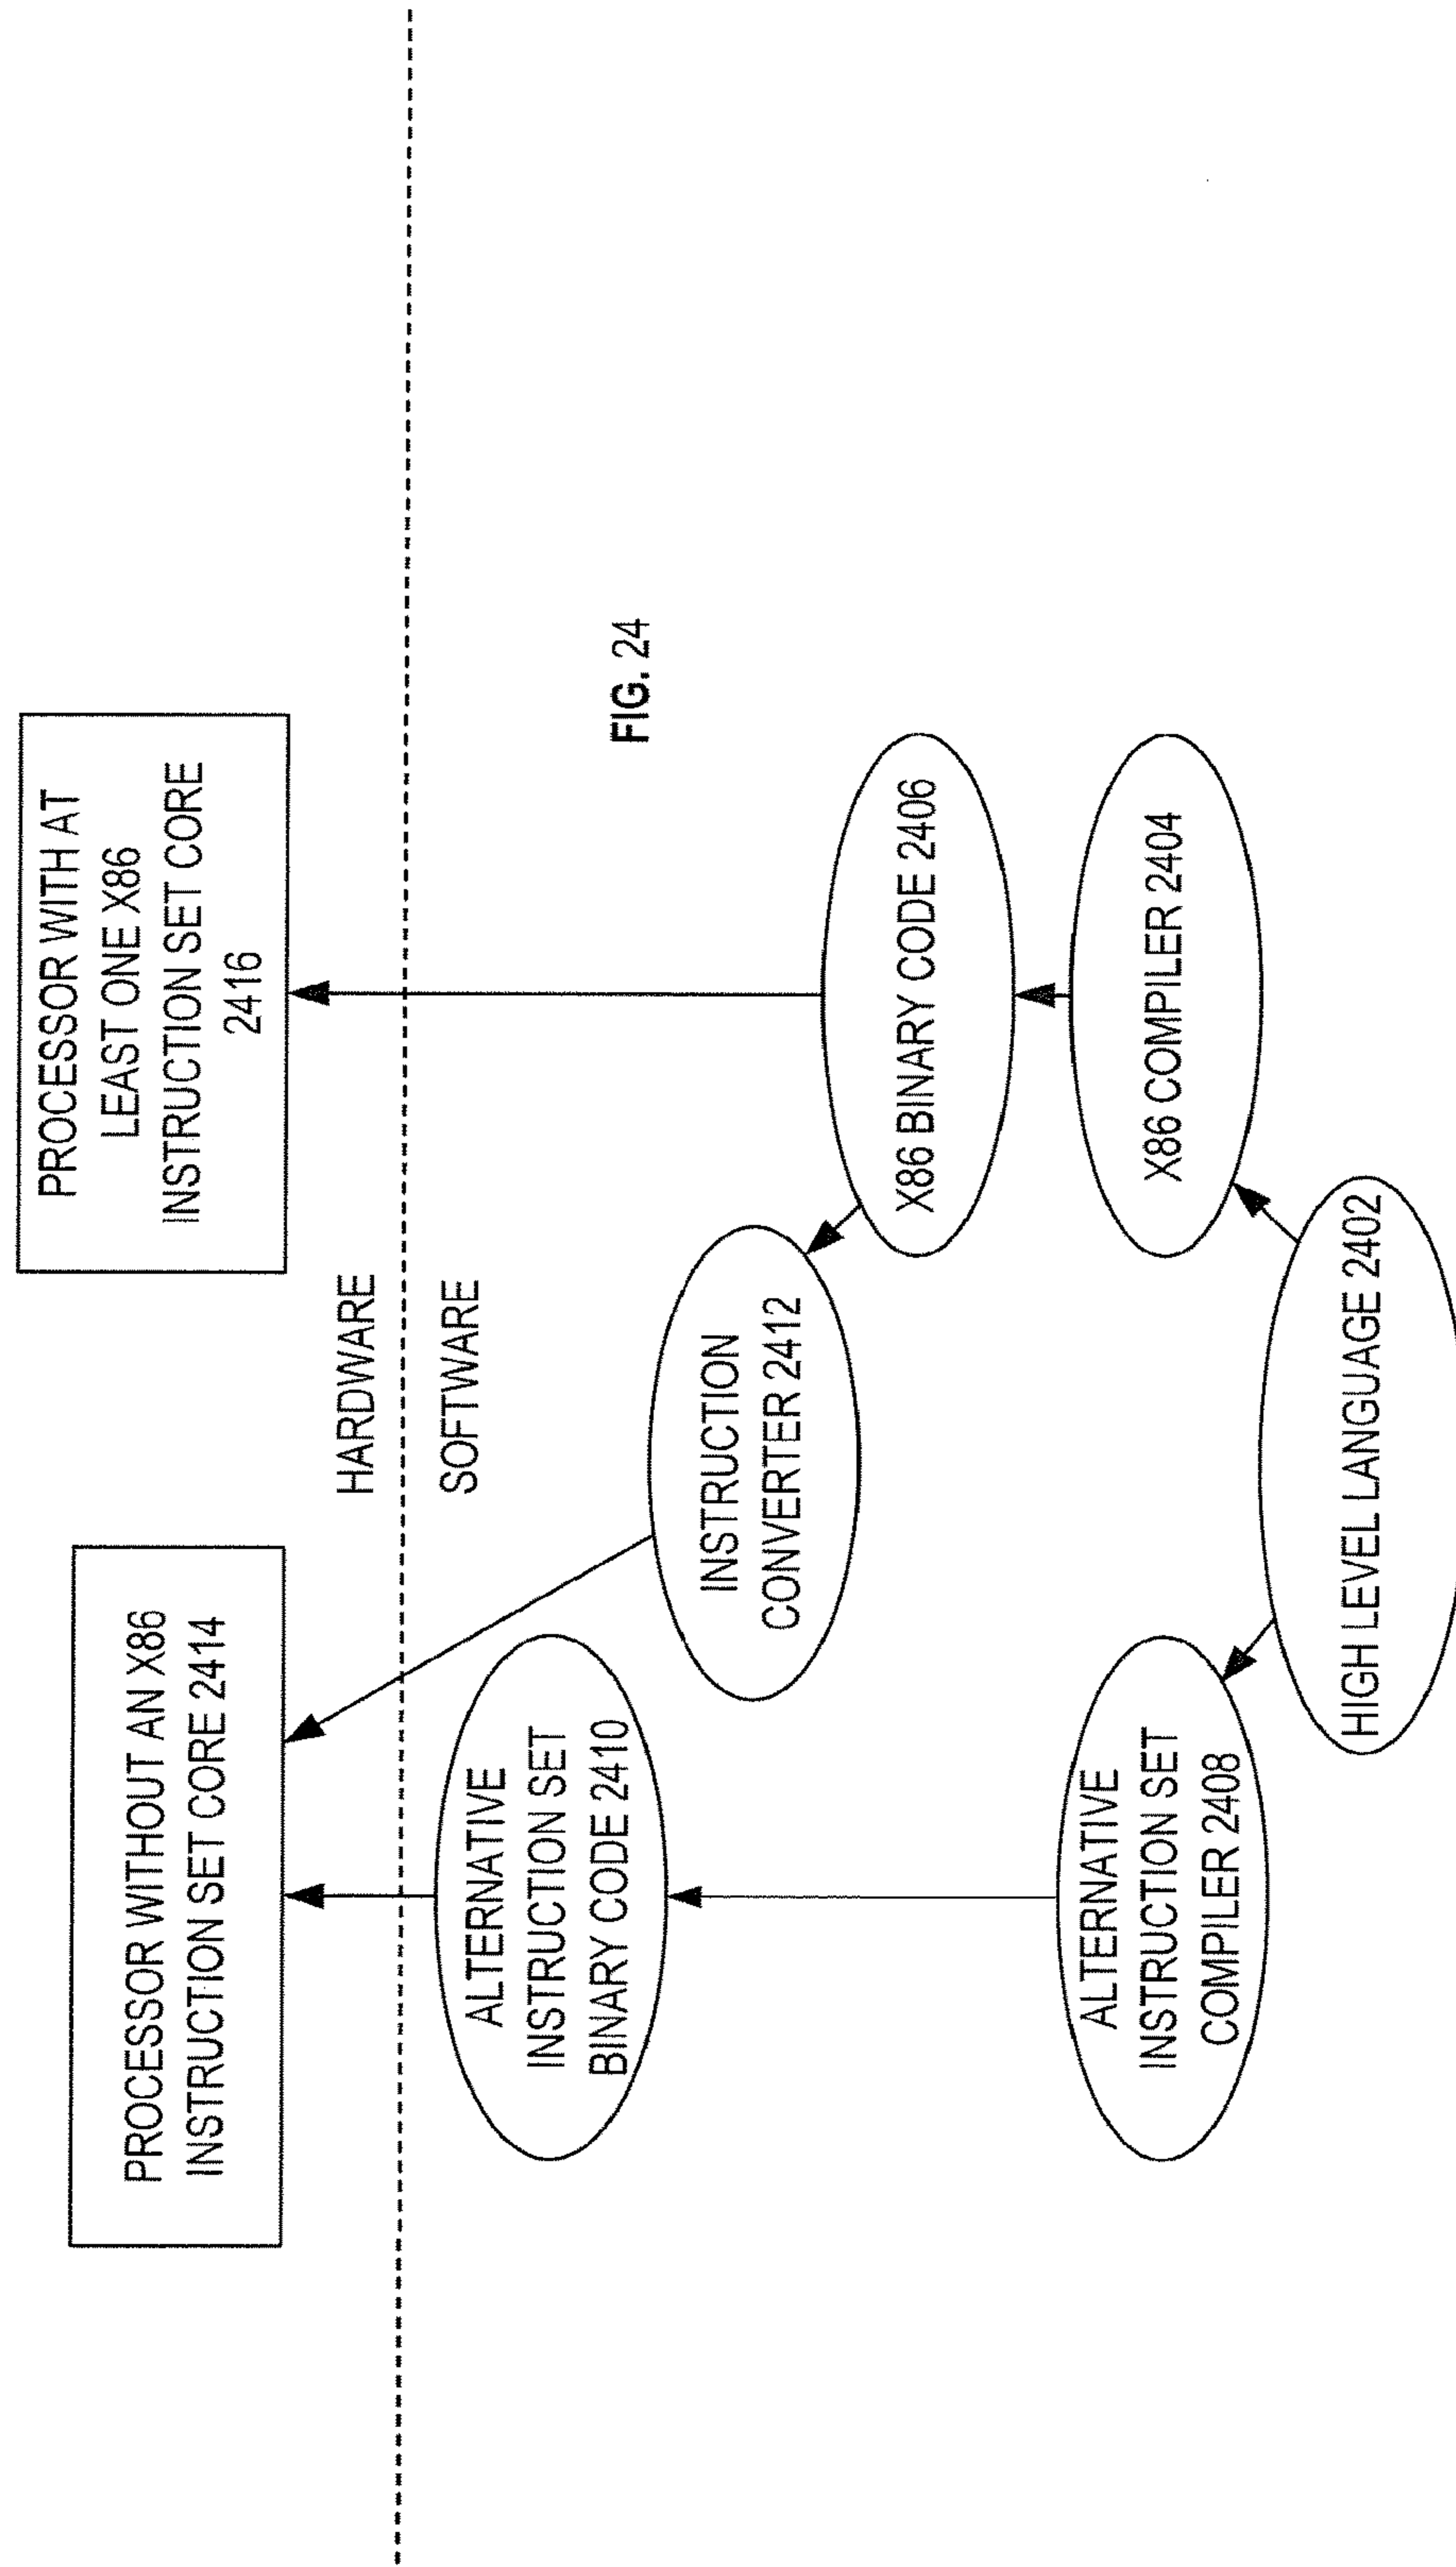 PROCESSOR WITHOUT AN X86
INSTRUCTION SET CORE 2414
PROCESSOR WITH AT
LEAST ONE X86
INSTRUCTION SET CORE
2416
HARDWARE
SOFTWARE
ALTERNATIVE
INSTRUCTION SET
BINARY CODE 2410
INSTRUCTION
CONVERTER 2412
FIG. 24
X86 BINARY CODE 2406
ALTERNATIVE
INSTRUCTION SET
COMPILER 2408
X86 COMPILER 2404
HIGH LEVEL LANGUAGE 2402